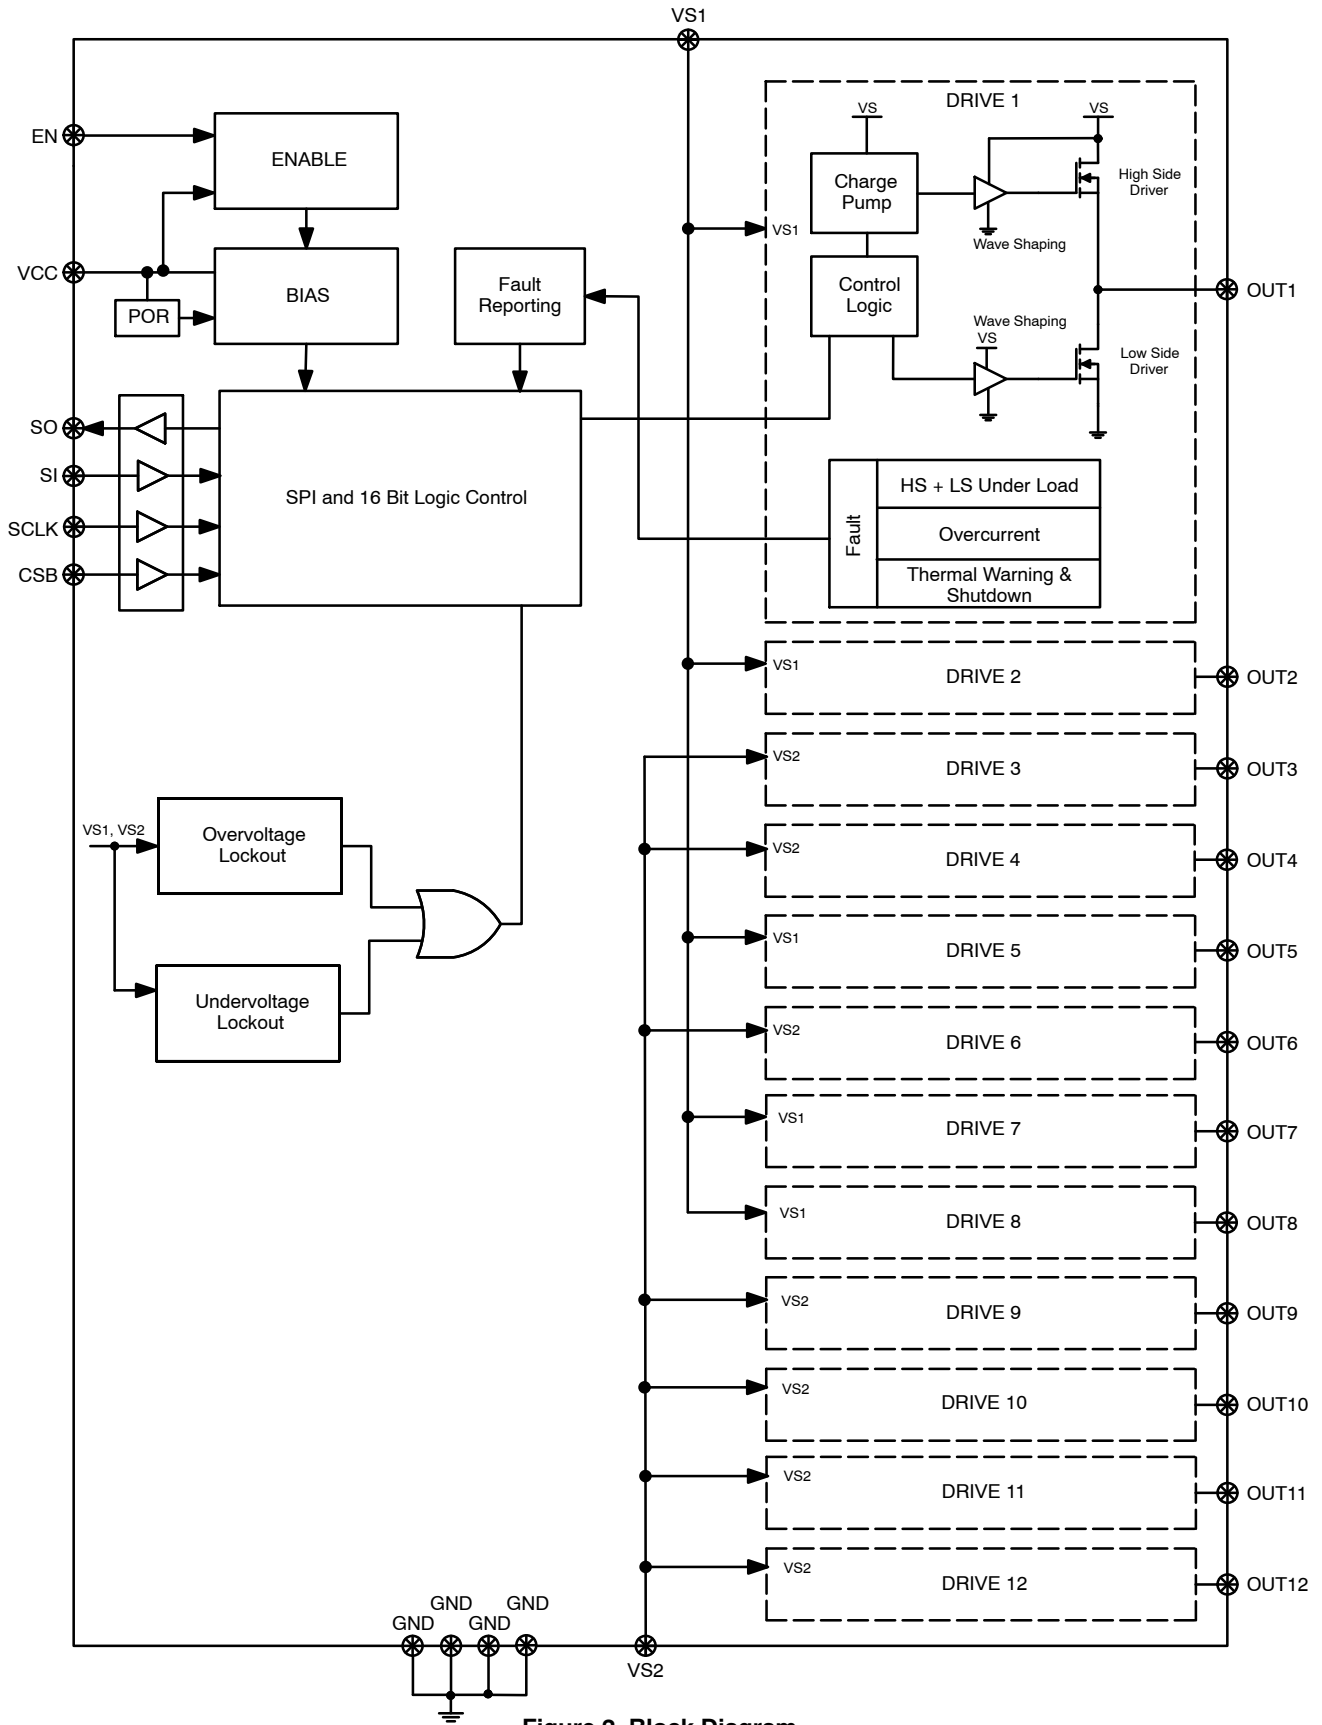 VS1
DRIVE 1
VS
VS
EN
ENABLE
Charge
Pump
High Side
Driver
VS1
Wave Shaping
VCC
BIAS
POR
Fault
Reporting
Control
Logic
OUT1
Wave Shaping
VS
Low Side
Driver
SO
SI
SCLK
CSB
SPI and 16 Bit Logic Control
Fault
HS + LS Under Load
Overcurrent
Thermal Warning &
Shutdown
VS1
DRIVE 2
OUT2
VS2
DRIVE 3
OUT3
VS1, VS2
Overvoltage
Lockout
VS2
DRIVE 4
OUT4
VS1
DRIVE 5
OUT5
Undervoltage
Lockout
VS2
DRIVE 6
OUT6
VS1
DRIVE 7
OUT7
VS1
DRIVE 8
OUT8
VS2
DRIVE 9
OUT9
VS2
DRIVE 10
OUT10
VS2
DRIVE 11
OUT11
VS2
DRIVE 12
OUT12
GND
GND
GND
GND
VS2
Figure 2. Block Diagram